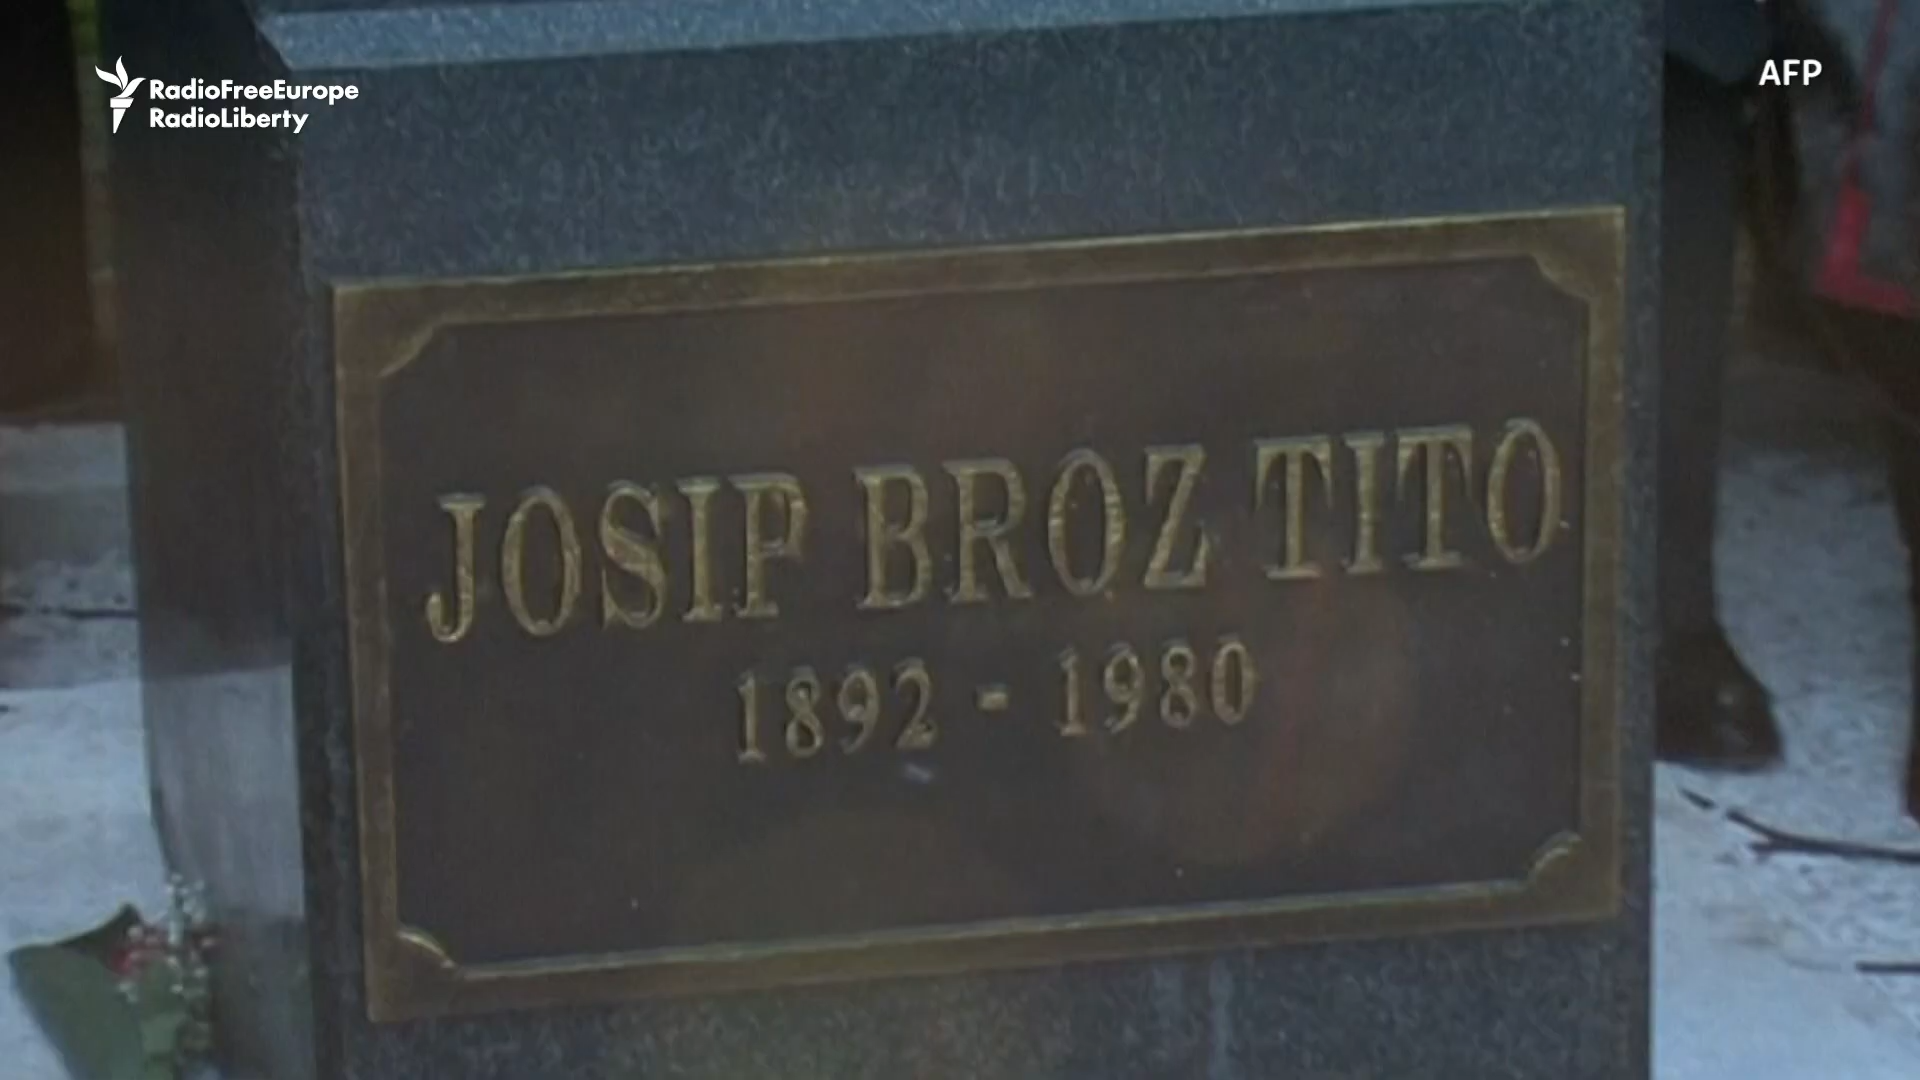 RadioFreeEurope
RadioLiberty
AFP
JOSIP BROZ TITO
1892 - 1980